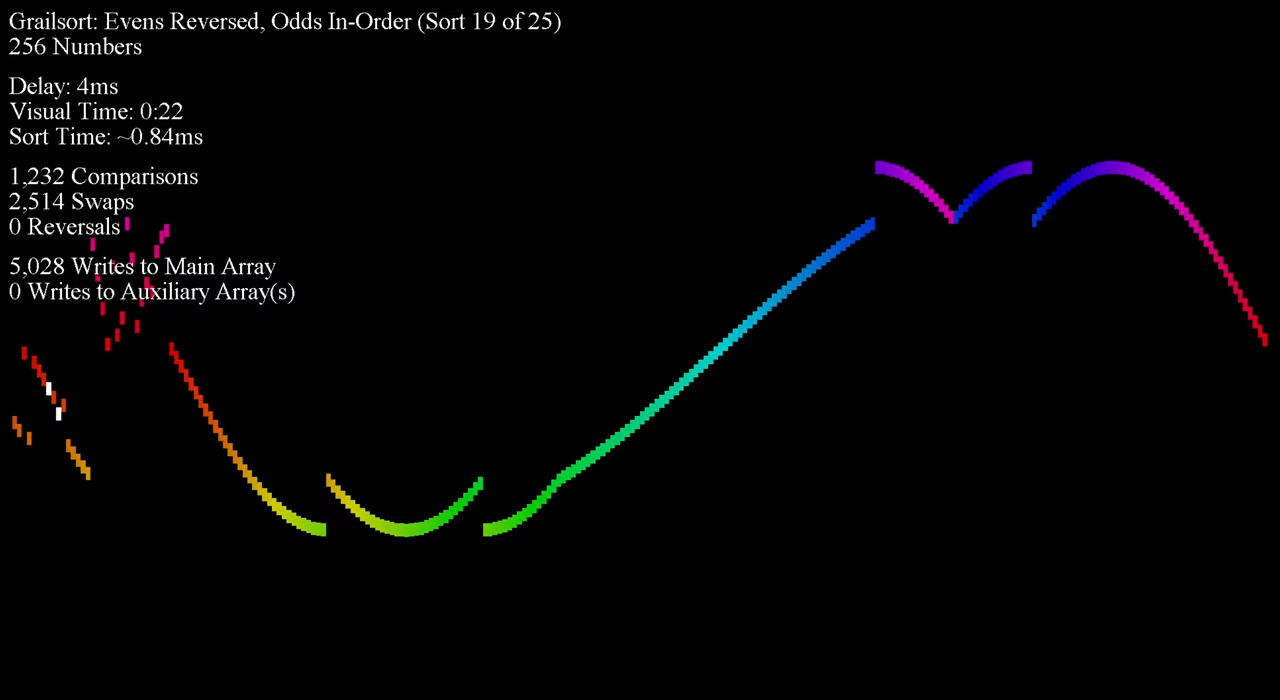 Grailsort: Evens Reversed, Odds In-Order (Sort 19 of 25)
256 Numbers
Delay: 4ms
Visual Time: 0:22
Sort Time: ~0.84ms
1,232 Comparisons
2,514 Swaps
0 Reversals
5,028 Writes to Main Array
0 Writes to Auxiliary Array(s)